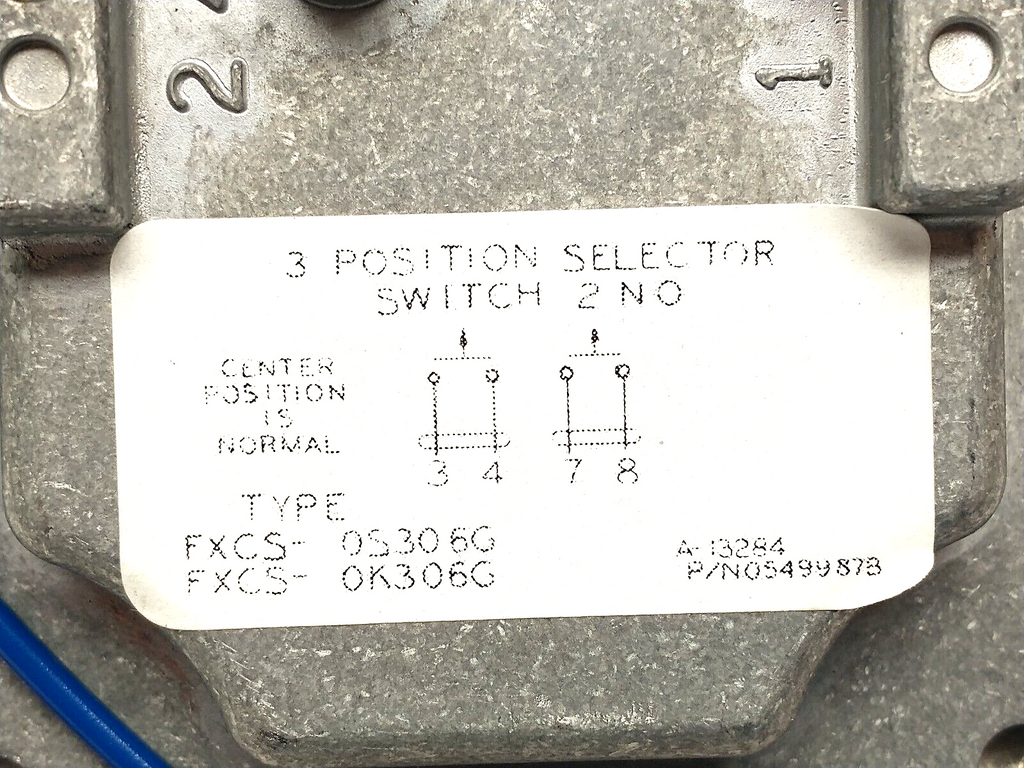 2
1
3 POSITION SELECTOR
SWITCH 2 NO
CENTER
POSITION
IS
NORMAL
3 4 7 8
TYPE
FXCS- 0S306G
FXCS- 0K306G
A-13284
P/N0549987B